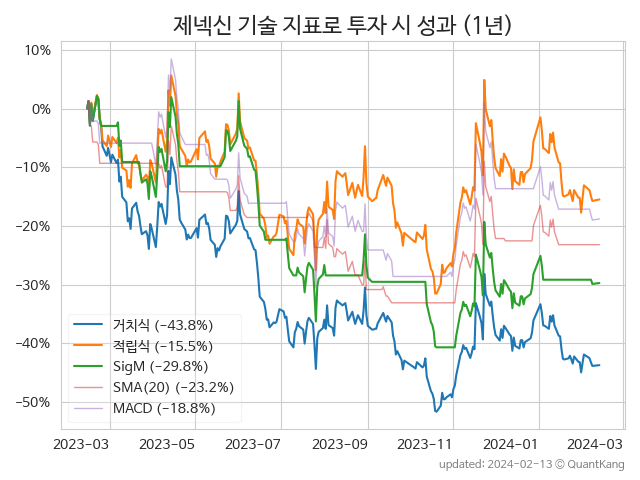 제넥신 기술 지표로 투자 시 성과 (1년)
10%
0%
−10%
−20%
−30%
−40%
−50%
거치식 (−43.8%)
적립식 (−15.5%)
SigM (−29.8%)
SMA(20) (−23.2%)
MACD (−18.8%)
2023-03 2023-05 2023-07 2023-09 2023-11 2024-01 2024-03
updated: 2024-02-13 ⓒ QuantKang